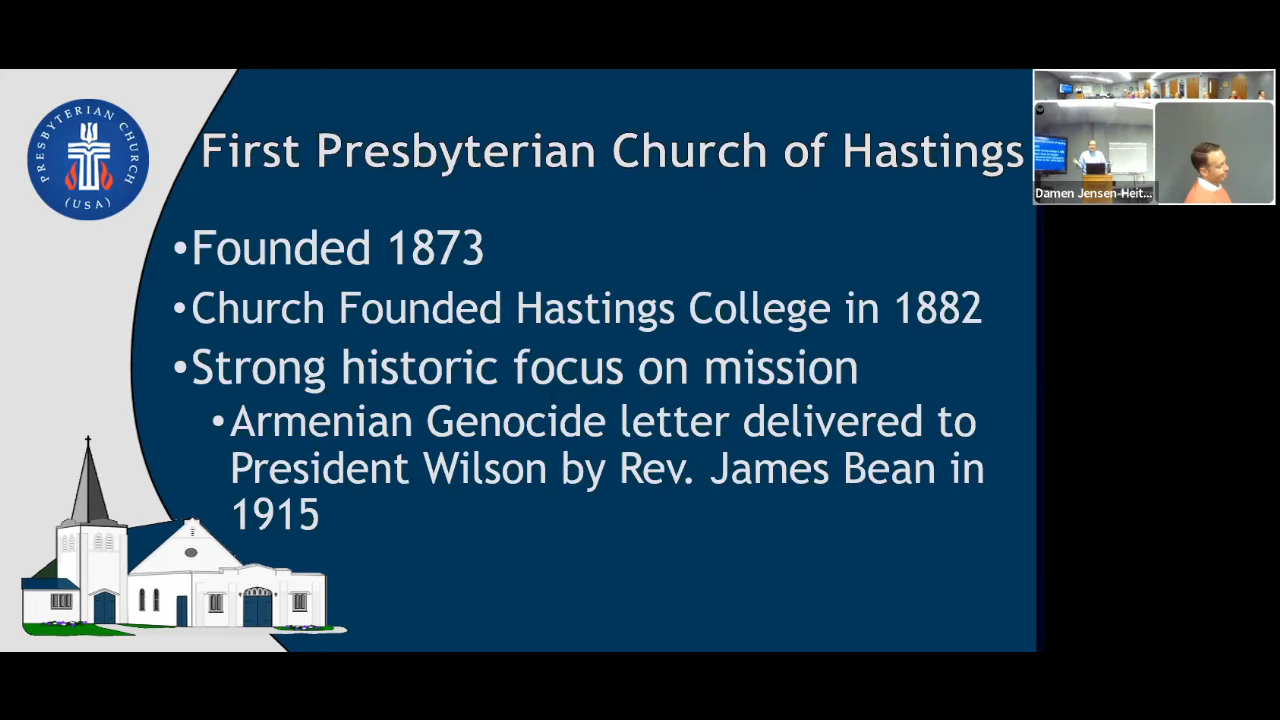 PRESBYTERIAN CHURCH
(USA)
First Presbyterian Church of Hastings
•Founded 1873
•Church Founded Hastings College in 1882
•Strong historic focus on mission
•Armenian Genocide letter delivered to
President Wilson by Rev. James Bean in
1915
Damen Jensen-Heit...